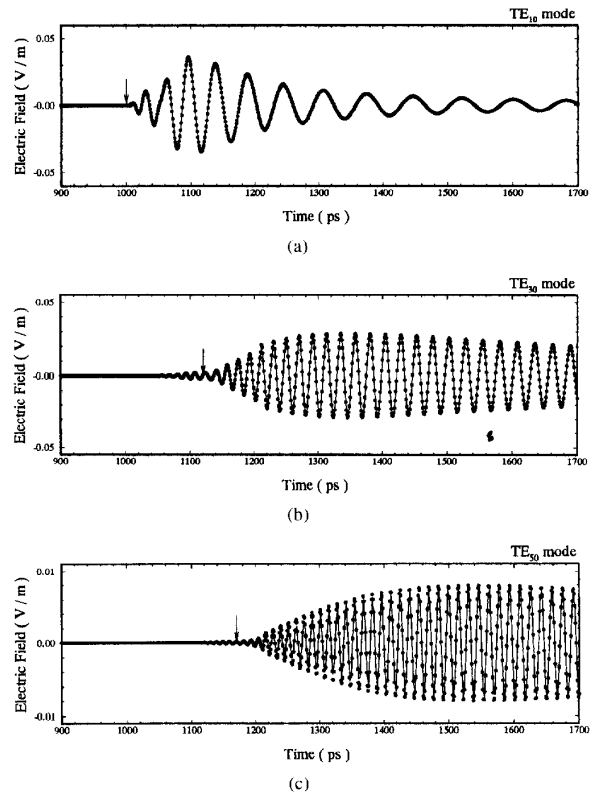 TE10 mode
0.05
-0.00
-0.05
Electric Field ( V / m )
900 1000 1100 1200 1300 1400 1500 1600 1700
Time ( ps )
(a)
TE30 mode
0.05
-0.00
-0.05
Electric Field ( V / m )
900 1000 1100 1200 1300 1400 1500 1600 1700
Time ( ps )
(b)
TE50 mode
0.01
0.00
-0.01
Electric Field ( V / m )
900 1000 1100 1200 1300 1400 1500 1600 1700
Time ( ps )
(c)